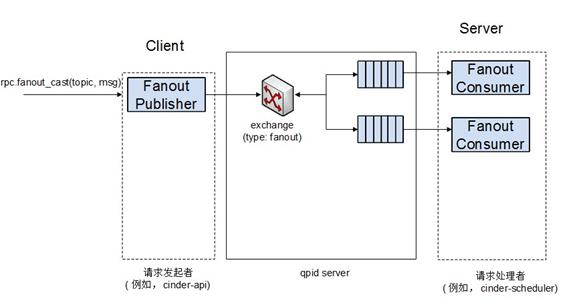 Client
Server
rpc.fanout_cast(topic, msg)
Fanout
Publisher
exchange
(type: fanout)
Fanout
Consumer
Fanout
Consumer
请求发起者
( 例如，cinder-api)
qpid server
请求处理者
( 例如， cinder-scheduler)